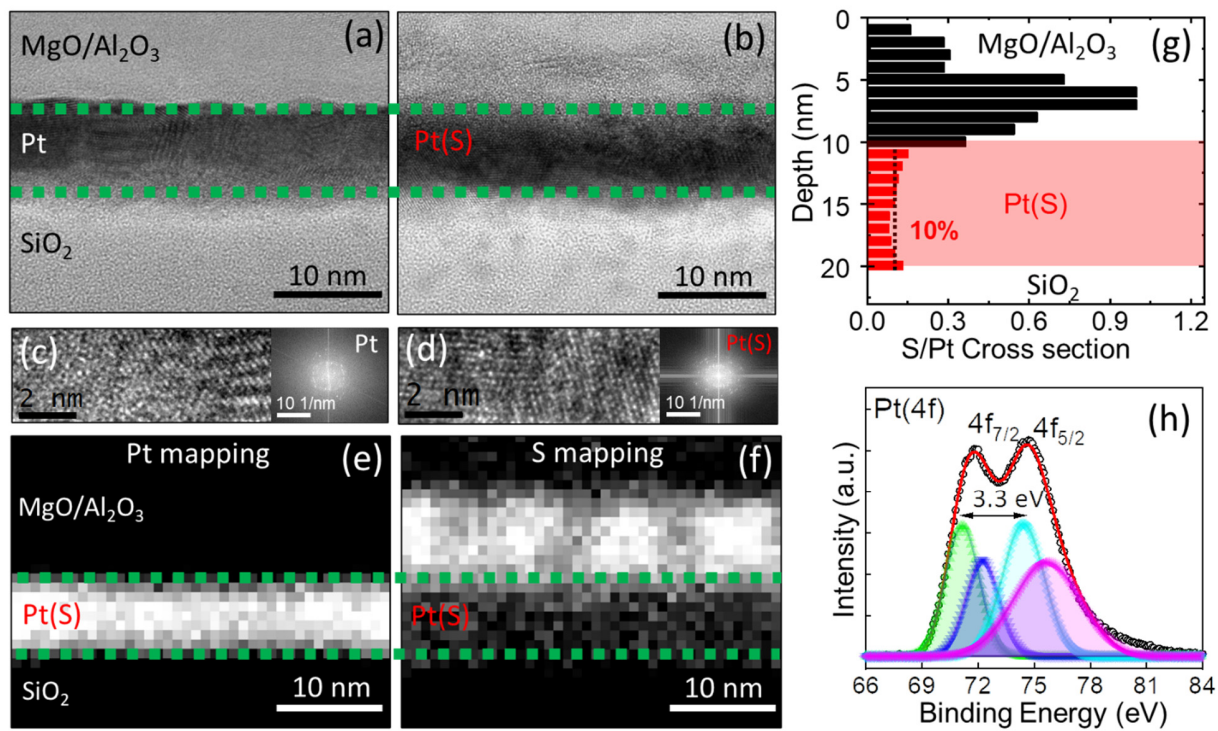 (a)
MgO/Al₂O₃
Pt
SiO₂
10 nm
(b)
Pt(S)
10 nm
(c)
2 nm
Pt
10 1/nm
(d)
2 nm
Pt(S)
10 1/nm
Pt mapping
(e)
MgO/Al₂O₃
Pt(S)
SiO₂
10 nm
S mapping
(f)
Pt(S)
10 nm
(g)
MgO/Al₂O₃
Pt(S)
10%
SiO₂
Depth (nm)
0
5
10
15
20
0.0 0.3 0.6 0.9 1.2
S/Pt Cross section
Pt(4f)
(h)
4f₇/₂ 4f₅/₂
3.3 eV
Intensity (a.u.)
66 69 72 75 78 81 84
Binding Energy (eV)